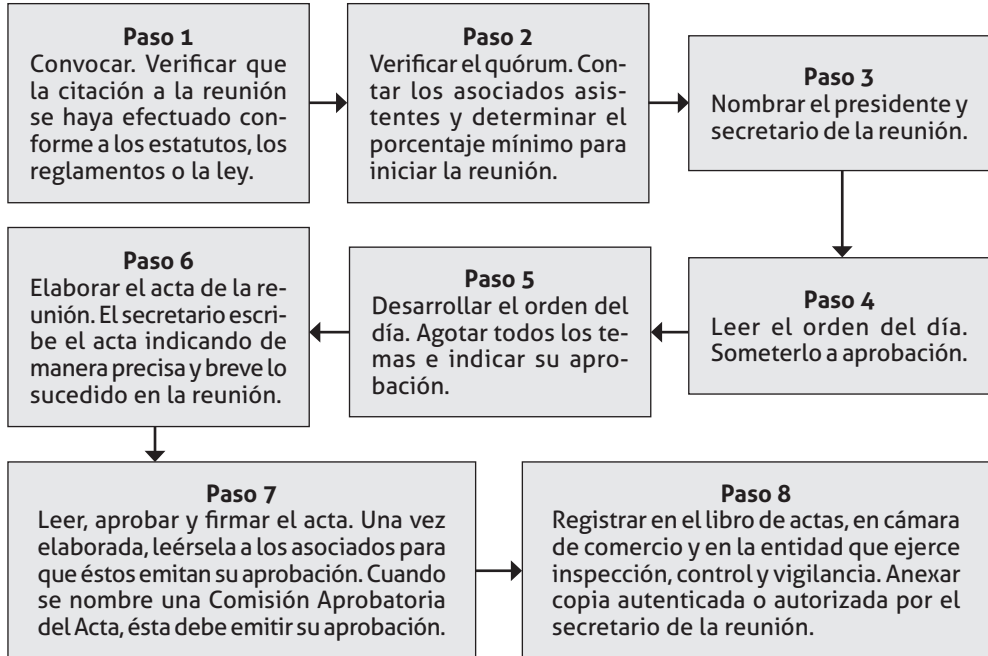 Paso 1
Convocar. Verificar que
la citación a la reunión
se haya efectuado con-
forme a los estatutos, los
reglamentos o la ley.
Paso 2
Verificar el quórum. Con-
tar los asociados asis-
tentes y determinar el
porcentaje mínimo para
iniciar la reunión.
Paso 3
Nombrar el presidente y
secretario de la reunión.
Paso 4
Leer el orden del día.
Someterlo a aprobación.
Paso 5
Desarrollar el orden del
día. Agotar todos los te-
mas e indicar su apro-
bación.
Paso 6
Elaborar el acta de la re-
unión. El secretario escri-
be el acta indicando de
manera precisa y breve lo
sucedido en la reunión.
Paso 7
Leer, aprobar y firmar el acta. Una vez
elaborada, leérsela a los asociados para
que éstos emitan su aprobación. Cuando
se nombre una Comisión Aprobatoria
del Acta, ésta debe emitir su aprobación.
Paso 8
Registrar en el libro de actas, en cámara
de comercio y en la entidad que ejerce
inspección, control y vigilancia. Anexar
copia autenticada o autorizada por el
secretario de la reunión.